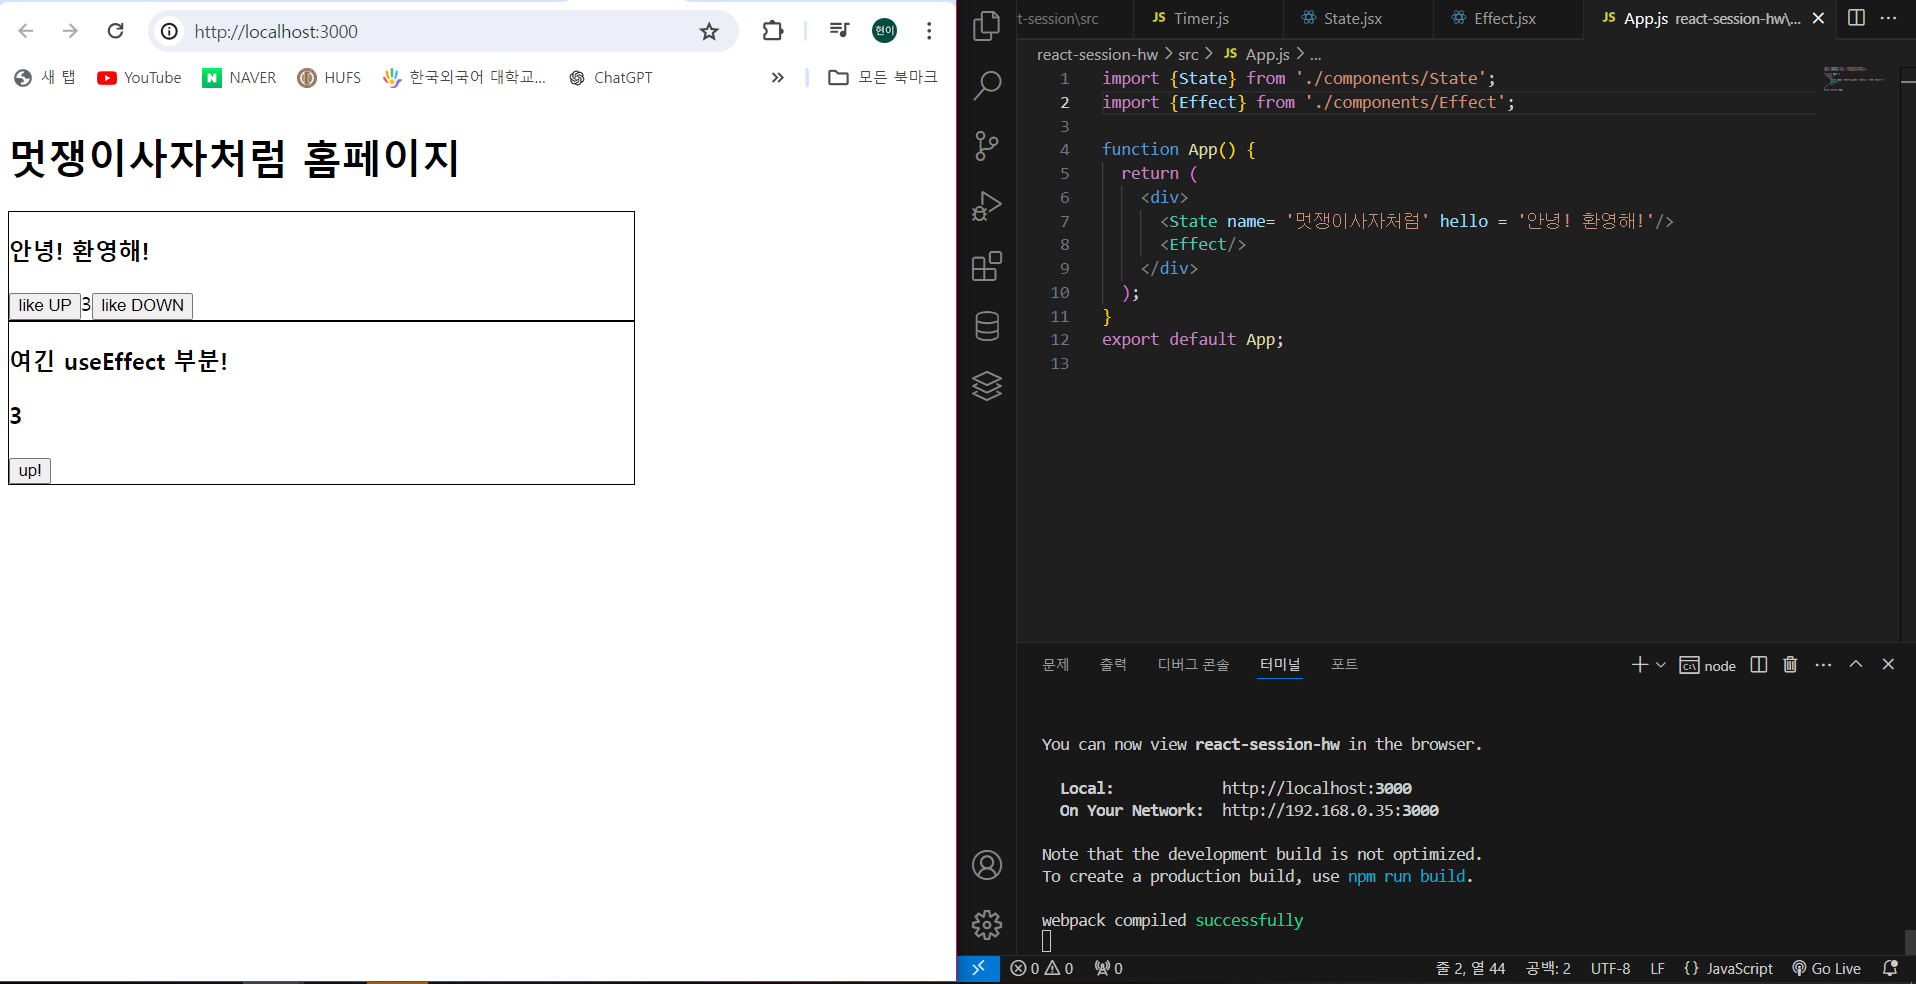 http://localhost:3000
현이
새 탭
YouTube
NAVER
HUFS
한국외국어 대학교...
ChatGPT
모든 북마크
멋쟁이사자처럼 홈페이지
안녕! 환영해!
like UP 3 like DOWN
여긴 useEffect 부분!
3
up!
t-session\src
JS Timer.js
State.jsx
Effect.jsx
JS App.js react-session-hw\...
react-session-hw > src > JS App.js > ...
1 import {State} from './components/State';
2 import {Effect} from './components/Effect';
3
4 function App() {
5 return (
6 <div>
7 <State name= '멋쟁이사자처럼' hello = '안녕! 환영해!'/>
8 <Effect/>
9 </div>
10 );
11 }
12 export default App;
13
문제 출력 디버그 콘솔 터미널 포트
node
You can now view react-session-hw in the browser.
Local: http://localhost:3000
On Your Network: http://192.168.0.35:3000
Note that the development build is not optimized.
To create a production build, use npm run build.
webpack compiled successfully
0 0 0
줄 2, 열 44 공백: 2 UTF-8 LF {} JavaScript Go Live